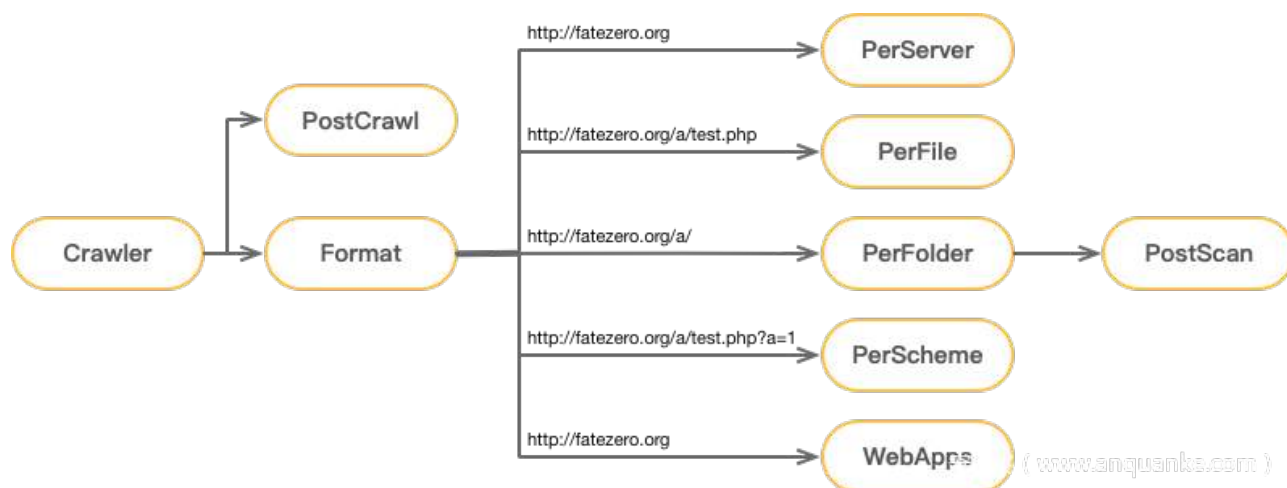 http://fatezero.org
PerServer
PostCrawl
http://fatezero.org/a/test.php
PerFile
Crawler
Format
http://fatezero.org/a/
PerFolder
PostScan
http://fatezero.org/a/test.php?a=1
PerScheme
http://fatezero.org
WebApps
( www.anquanke.com )